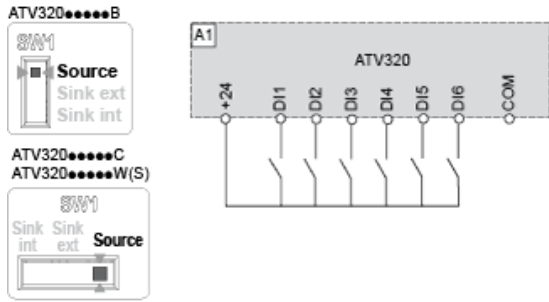 ATV320●●●●●B
SW1
Source
Sink ext
Sink int
ATV320●●●●●C
ATV320●●●●●W(S)
SW1
Sink int
Sink ext
Source
A1
ATV320
+24
DI1
DI2
DI3
DI4
DI5
DI6
COM